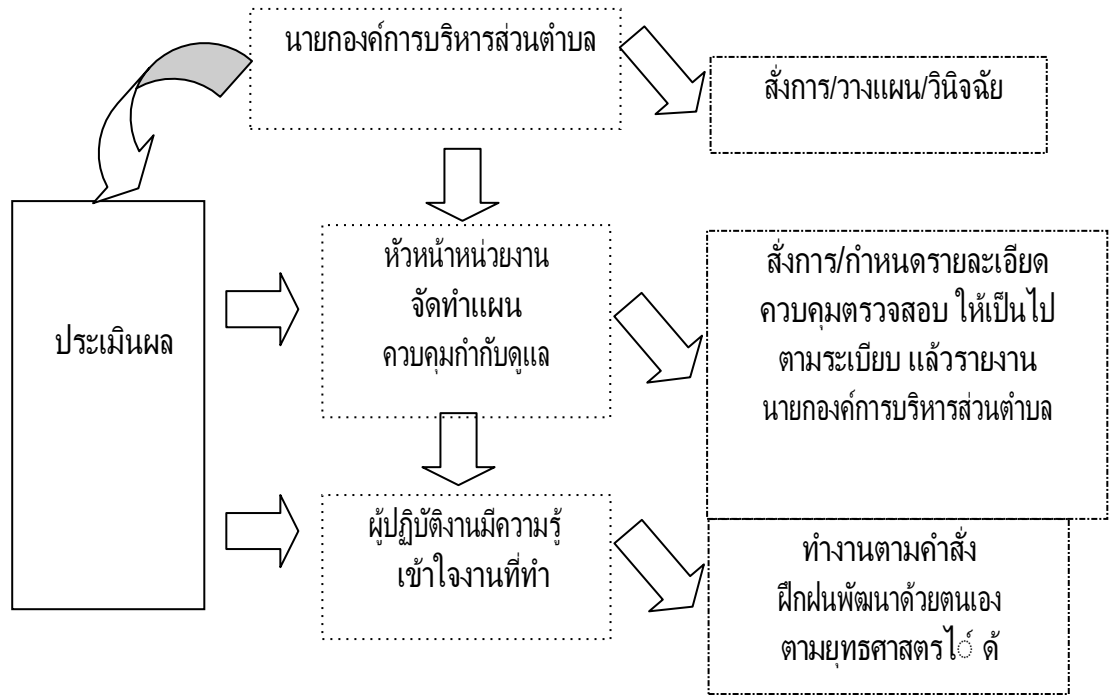 นายกองค์การบริหารส่วนตำบล
สั่งการ/วางแผน/วินิจฉัย
ประเมินผล
หัวหน้าหน่วยงาน
จัดทำแผน
ควบคุมกำกับดูแล
สั่งการ/กำหนดรายละเอียด
ควบคุมตรวจสอบ ให้เป็นไป
ตามระเบียบ แล้วรายงาน
นายกองค์การบริหารส่วนตำบล
ผู้ปฏิบัติงานมีความรู้
เข้าใจงานที่ทำ
ทำงานตามคำสั่ง
ฝึกฝนพัฒนาด้วยตนเอง
ตามยุทธศาสตรไ์ ด้